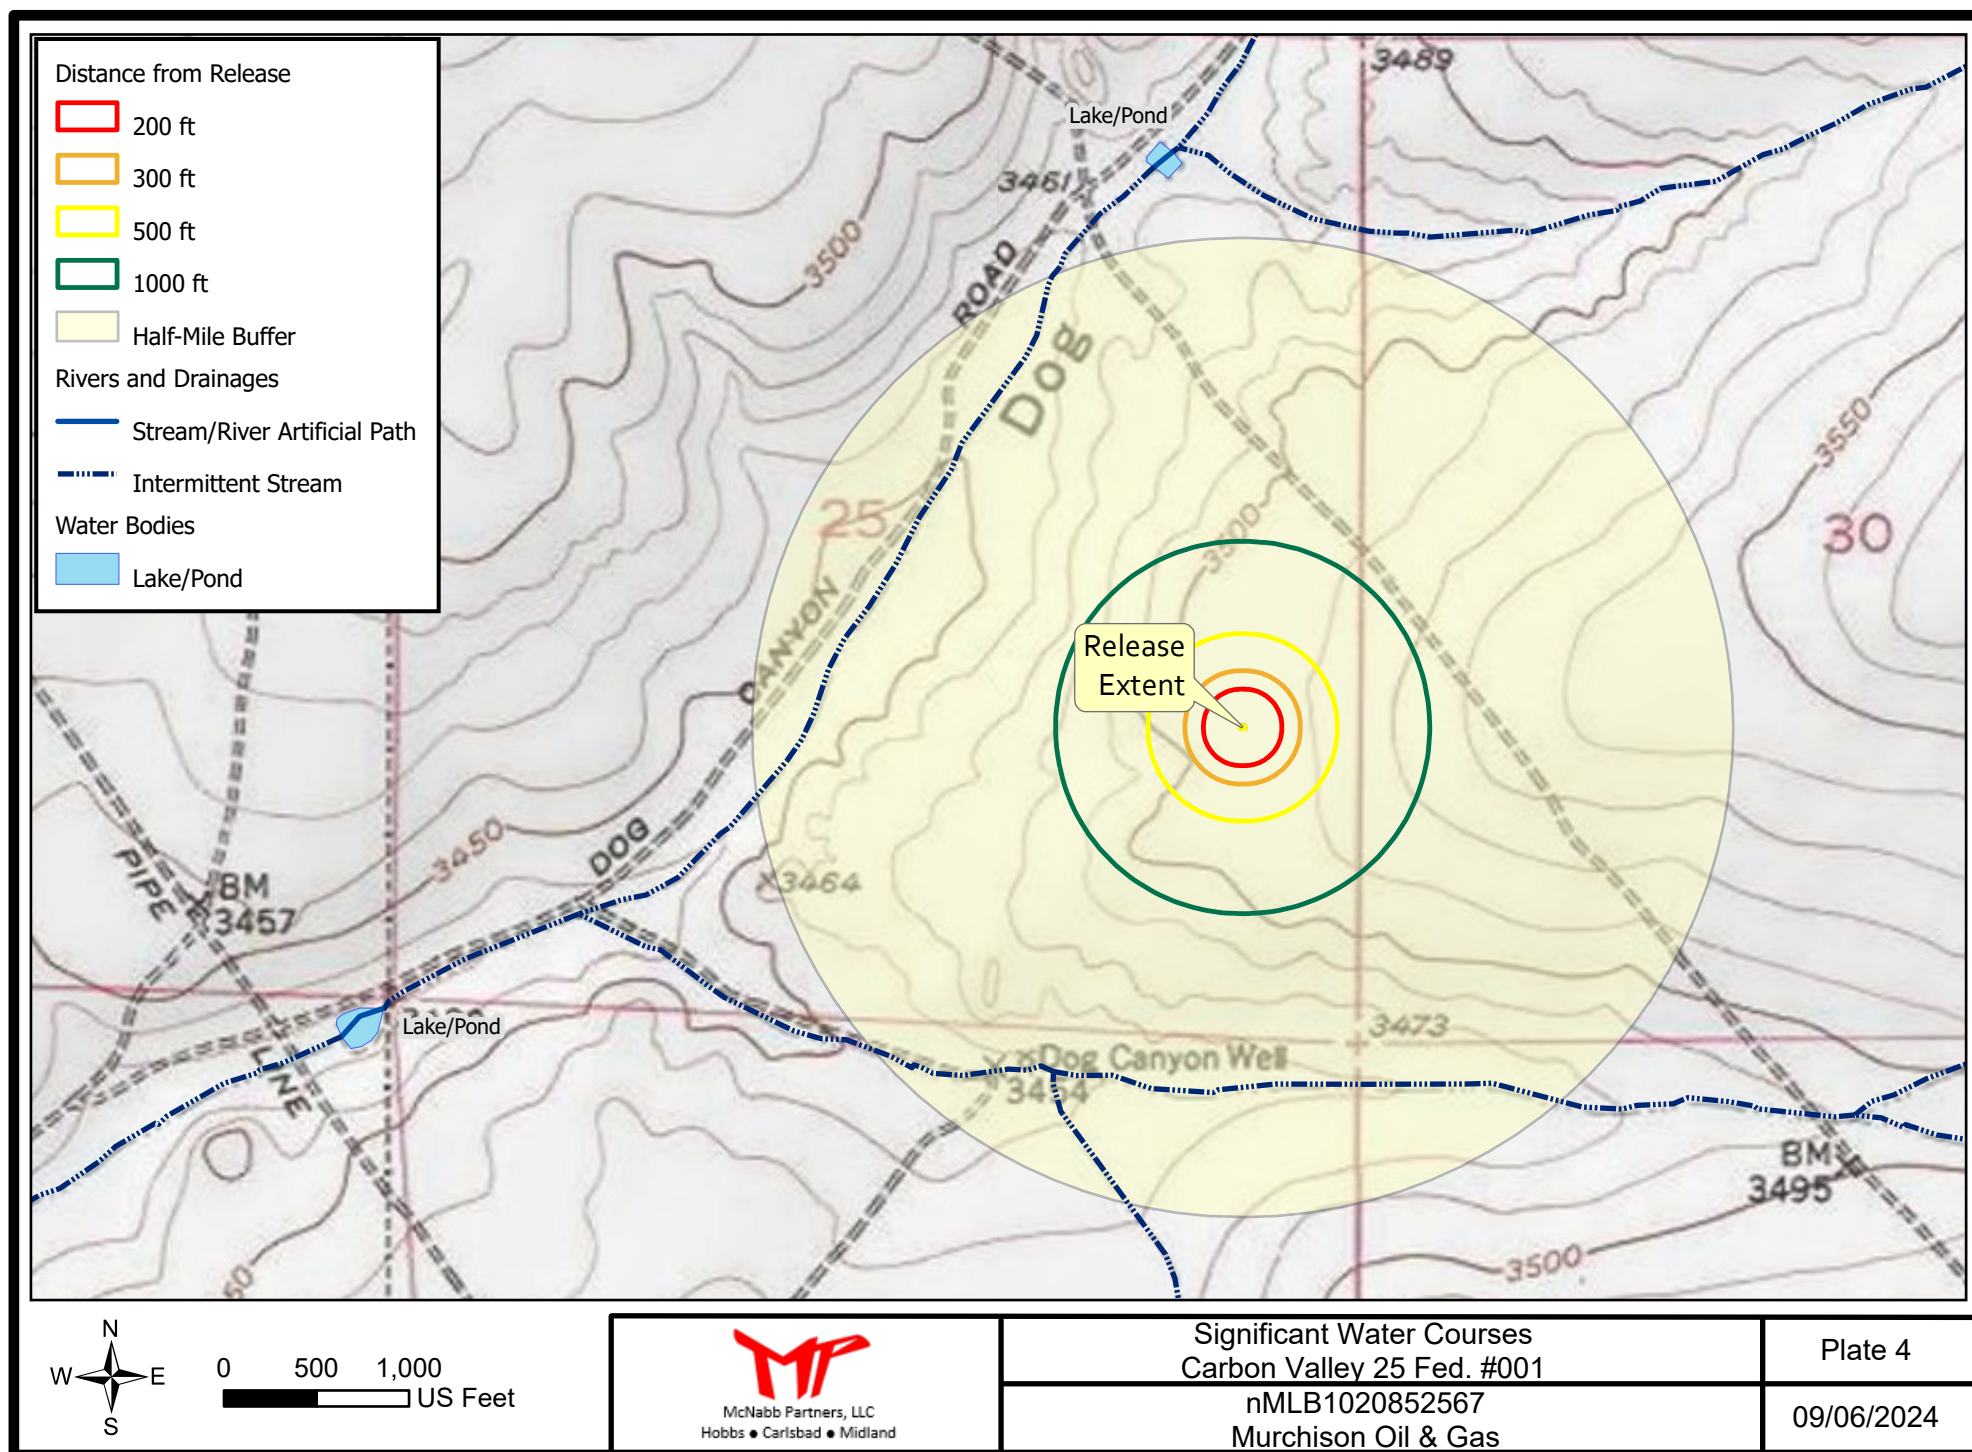 Distance from Release
200 ft
300 ft
500 ft
1000 ft
Half-Mile Buffer
Rivers and Drainages
Stream/River Artificial Path
Intermittent Stream
Water Bodies
Lake/Pond
3489
Lake/Pond
3461
3500
ROAD
Dog
3550
25
30
3500
CANYON
Release
Extent
DOG
3450
3464
PIPE
BM
3457
Lake/Pond
3473
Dog Canyon Well
LINE
BM
3495
3500
N
W
E
S
0 500 1,000
US Feet
McNabb Partners, LLC
Hobbs ● Carlsbad ● Midland
Significant Water Courses
Carbon Valley 25 Fed. #001
nMLB1020852567
Murchison Oil & Gas
Plate 4
09/06/2024